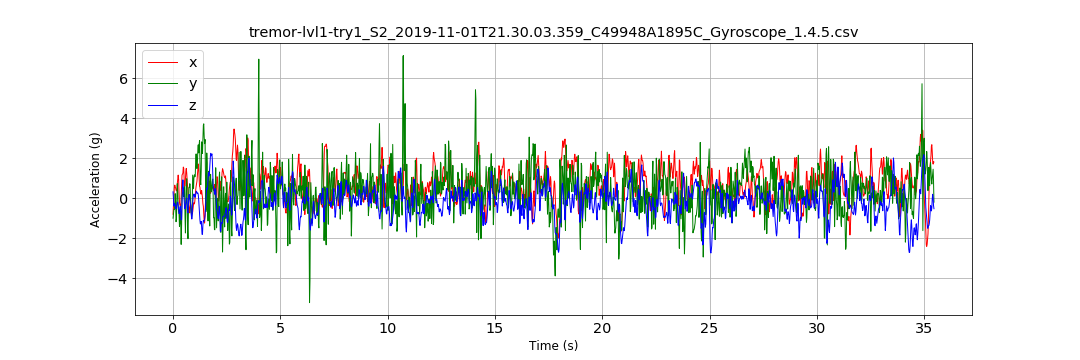 tremor-lvl1-try1_S2_2019-11-01T21.30.03.359_C49948A1895C_Gyroscope_1.4.5.csv
x
y
z
6
4
2
0
−2
−4
Acceleration (g)
0 5 10 15 20 25 30 35
Time (s)